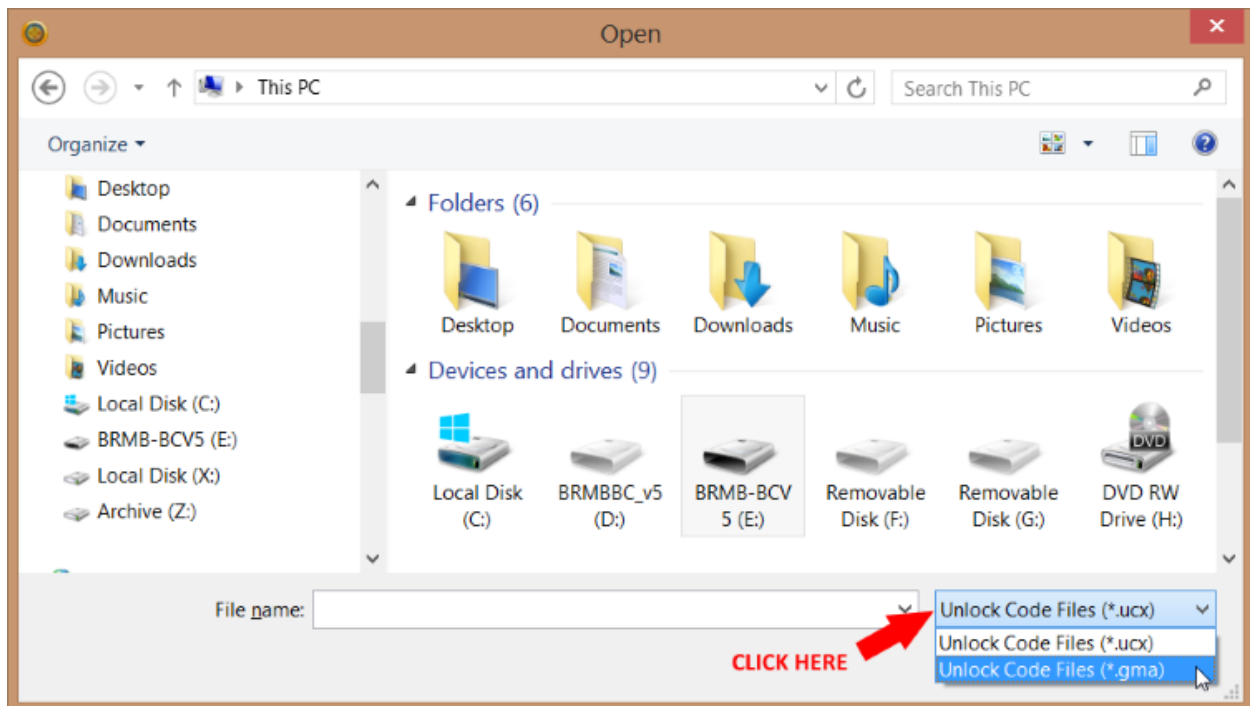 Open
This PC
Search This PC
Organize
Desktop
Documents
Downloads
Music
Pictures
Videos
Local Disk (C:)
BRMB-BCV5 (E:)
Local Disk (X:)
Archive (Z:)
Folders (6)
Desktop
Documents
Downloads
Music
Pictures
Videos
Devices and drives (9)
DVD
Local Disk
(C:)
BRMBBC_v5
(D:)
BRMB-BCV
5 (E:)
Removable
Disk (F:)
Removable
Disk (G:)
DVD RW
Drive (H:)
File name:
Unlock Code Files (*.ucx)
Unlock Code Files (*.ucx)
Unlock Code Files (*.gma)
CLICK HERE